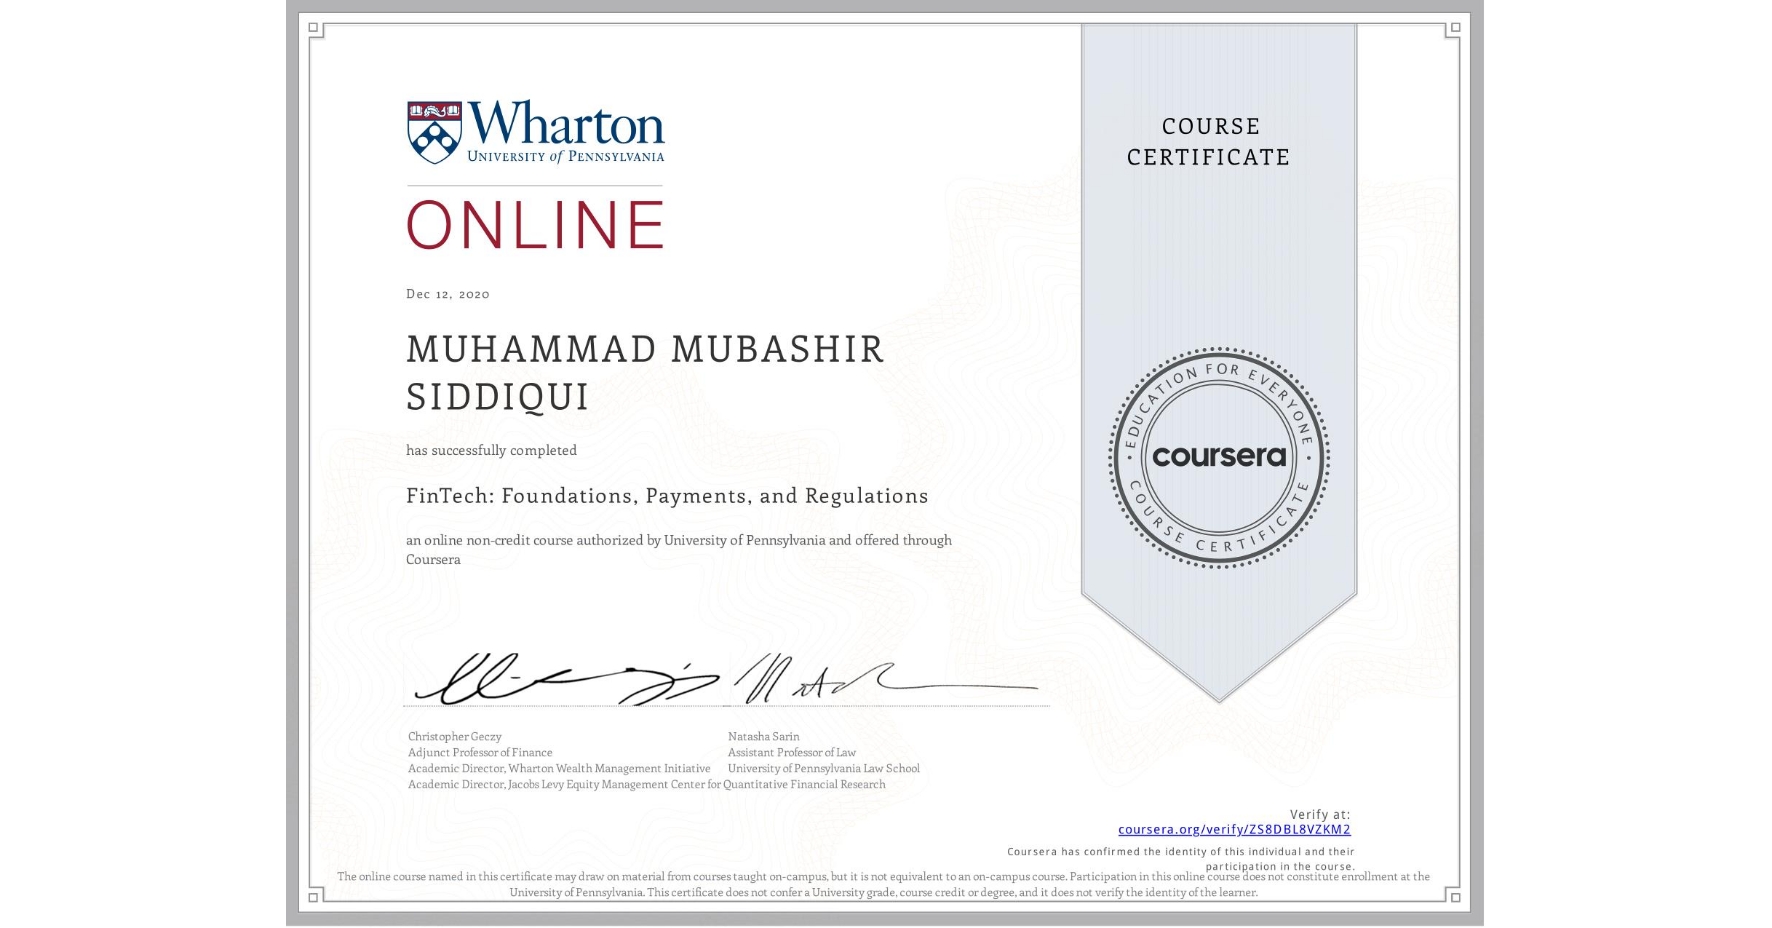 Wharton
UNIVERSITY of PENNSYLVANIA
ONLINE
Dec 12, 2020
MUHAMMAD MUBASHIR
SIDDIQUI
has successfully completed
FinTech: Foundations, Payments, and Regulations
an online non-credit course authorized by University of Pennsylvania and offered through
Coursera
COURSE
CERTIFICATE
EDUCATION FOR EVERYONE
coursera
COURSE CERTIFICATE
Christopher Geczy
Adjunct Professor of Finance
Academic Director, Wharton Wealth Management Initiative
Academic Director, Jacobs Levy Equity Management Center for Quantitative Financial Research
Natasha Sarin
Assistant Professor of Law
University of Pennsylvania Law School
Verify at:
coursera.org/verify/ZS8DBL8VZKM2
Coursera has confirmed the identity of this individual and their
participation in the course.
The online course named in this certificate may draw on material from courses taught on-campus, but it is not equivalent to an on-campus course. Participation in this online course does not constitute enrollment at the
University of Pennsylvania. This certificate does not confer a University grade, course credit or degree, and it does not verify the identity of the learner.